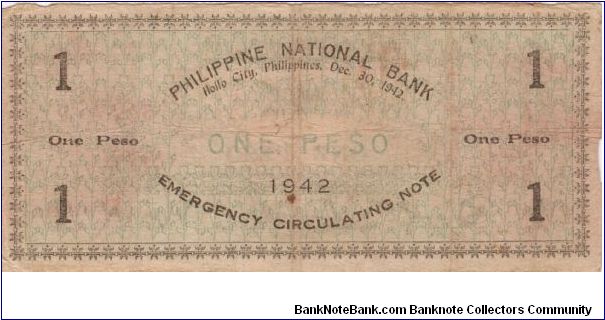 1 PHILIPPINE NATIONAL BANK 1
Iloilo City, Philippines, Dec. 30, 1942
One Peso ONE PESO One Peso
1942
1 EMERGENCY CIRCULATING NOTE 1
BankNoteBank.com Banknote Collectors Community